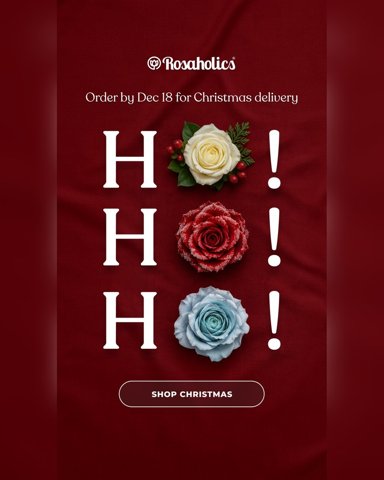 Rosaholics
Order by Dec 18 for Christmas delivery
H !
H !
H !
SHOP CHRISTMAS